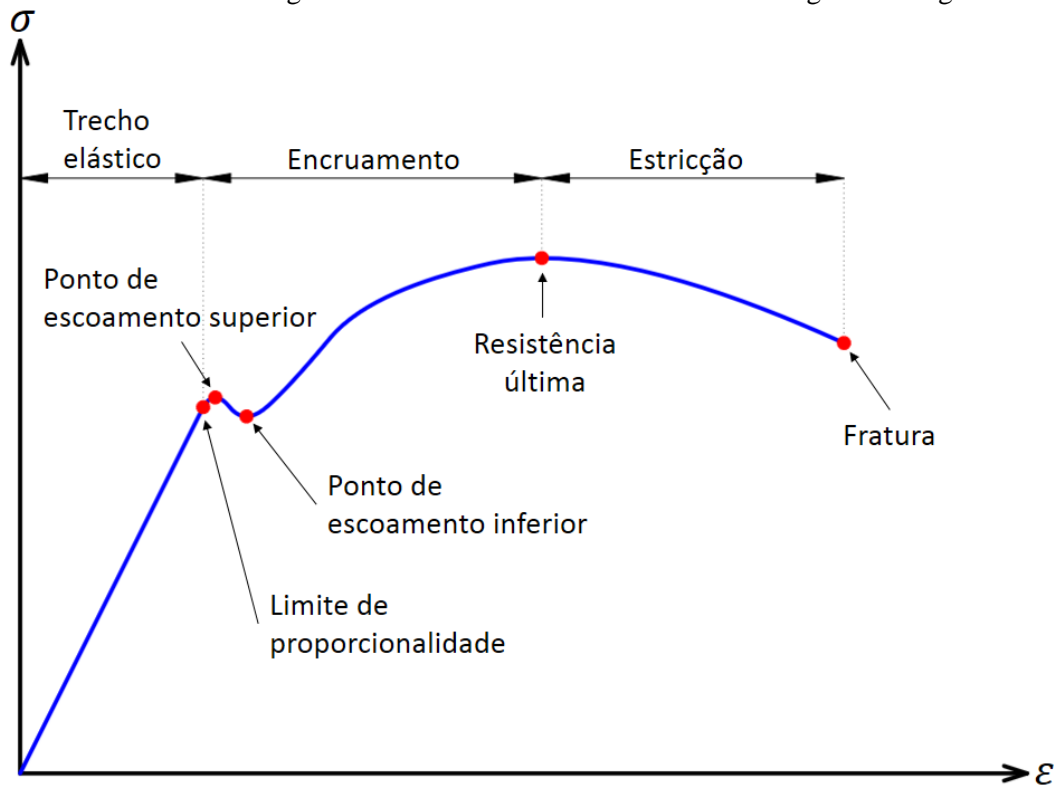 σ
Trecho
elástico
Encruamento
Estricção
Ponto de
escoamento superior
Resistência
última
Fratura
Ponto de
escoamento inferior
Limite de
proporcionalidade
ε